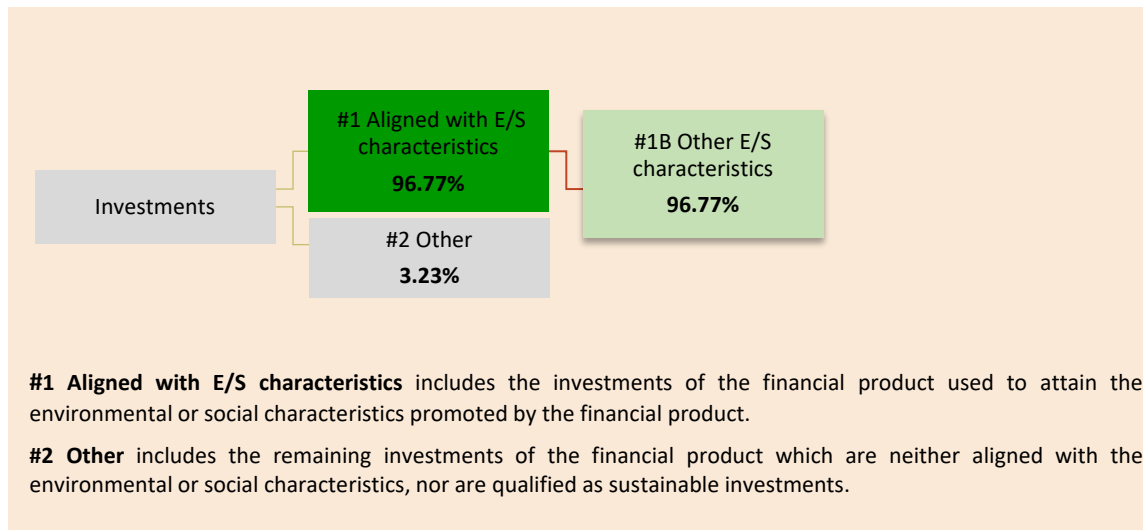 #1 Aligned with E/S
characteristics
96.77%
#1B Other E/S
characteristics
96.77%
Investments
#2 Other
3.23%
#1 Aligned with E/S characteristics includes the investments of the financial product used to attain the
environmental or social characteristics promoted by the financial product.
#2 Other includes the remaining investments of the financial product which are neither aligned with the
environmental or social characteristics, nor are qualified as sustainable investments.